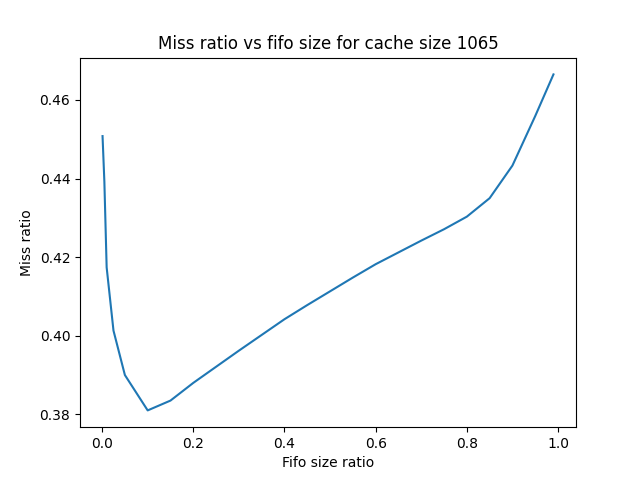 Miss ratio vs fifo size for cache size 1065
0.46
0.44
0.42
0.40
0.38
Miss ratio
0.0 0.2 0.4 0.6 0.8 1.0
Fifo size ratio